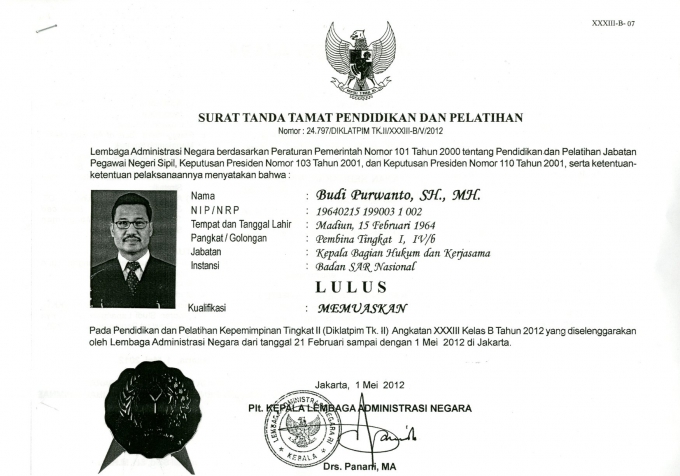 XXXIII-B- 07
SURAT TANDA TAMAT PENDIDIKAN DAN PELATIHAN
Nomor : 24.797/DIKLATPIM TK.II/XXXIII-B/V/2012
Lembaga Administrasi Negara berdasarkan Peraturan Pemerintah Nomor 101 Tahun 2000 tentang Pendidikan dan Pelatihan Jabatan
Pegawai Negeri Sipil, Keputusan Presiden Nomor 103 Tahun 2001, dan Keputusan Presiden Nomor 110 Tahun 2001, serta ketentuan-
ketentuan pelaksanaannya menyatakan bahwa :
Nama : Budi Purwanto, SH., MH.
NIP/NRP : 19640215 199003 1 002
Tempat dan Tanggal Lahir : Madiun, 15 Februari 1964
Pangkat / Golongan : Pembina Tingkat I, IV/b
Jabatan : Kepala Bagian Hukum dan Kerjasama
Instansi : Badan SAR Nasional
LULUS
Kualifikasi : MEMUASKAN
Pada Pendidikan dan Pelatihan Kepemimpinan Tingkat II (Diklatpim Tk. II) Angkatan XXXIII Kelas B Tahun 2012 yang diselenggarakan
oleh Lembaga Administrasi Negara dari tanggal 21 Februari sampai dengan 1 Mei 2012 di Jakarta.
Jakarta, 1 Mei 2012
Plt. KEPALA LEMBAGA ADMINISTRASI NEGARA
LEMBAGA ADMINISTRASI NEGARA RI
KEPALA
Drs. Panani, MA